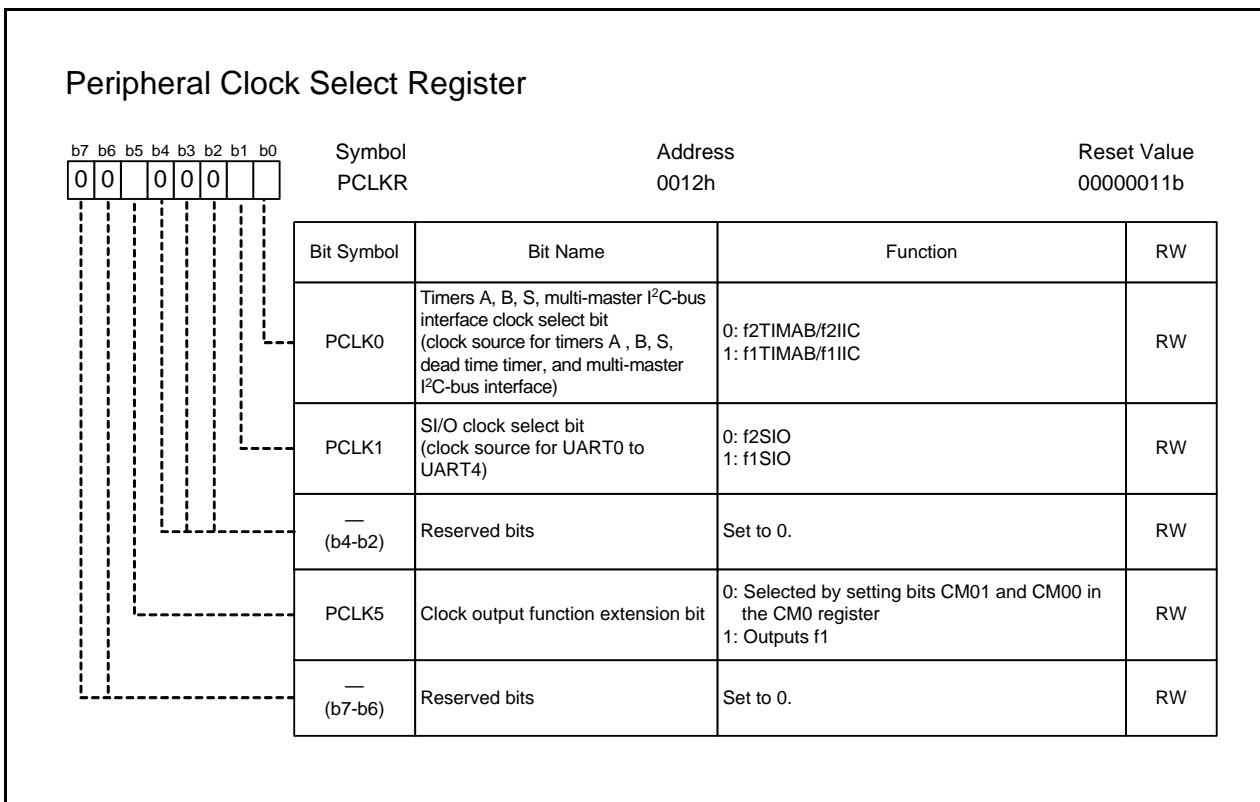 Peripheral Clock Select Register
b7 b6 b5 b4 b3 b2 b1 b0
Symbol Address Reset Value
0 0 0 0 0
PCLKR 0012h 00000011b
Bit Symbol Bit Name Function RW
PCLK0
Timers A, B, S, multi-master I²C-bus
interface clock select bit
(clock source for timers A , B, S,
dead time timer, and multi-master
I²C-bus interface)
0: f2TIMAB/f2IIC
1: f1TIMAB/f1IIC
RW
PCLK1
SI/O clock select bit
(clock source for UART0 to
UART4)
0: f2SIO
1: f1SIO
RW
—
(b4-b2)
Reserved bits
Set to 0.
RW
PCLK5
Clock output function extension bit
0: Selected by setting bits CM01 and CM00 in
the CM0 register
1: Outputs f1
RW
—
(b7-b6)
Reserved bits
Set to 0.
RW